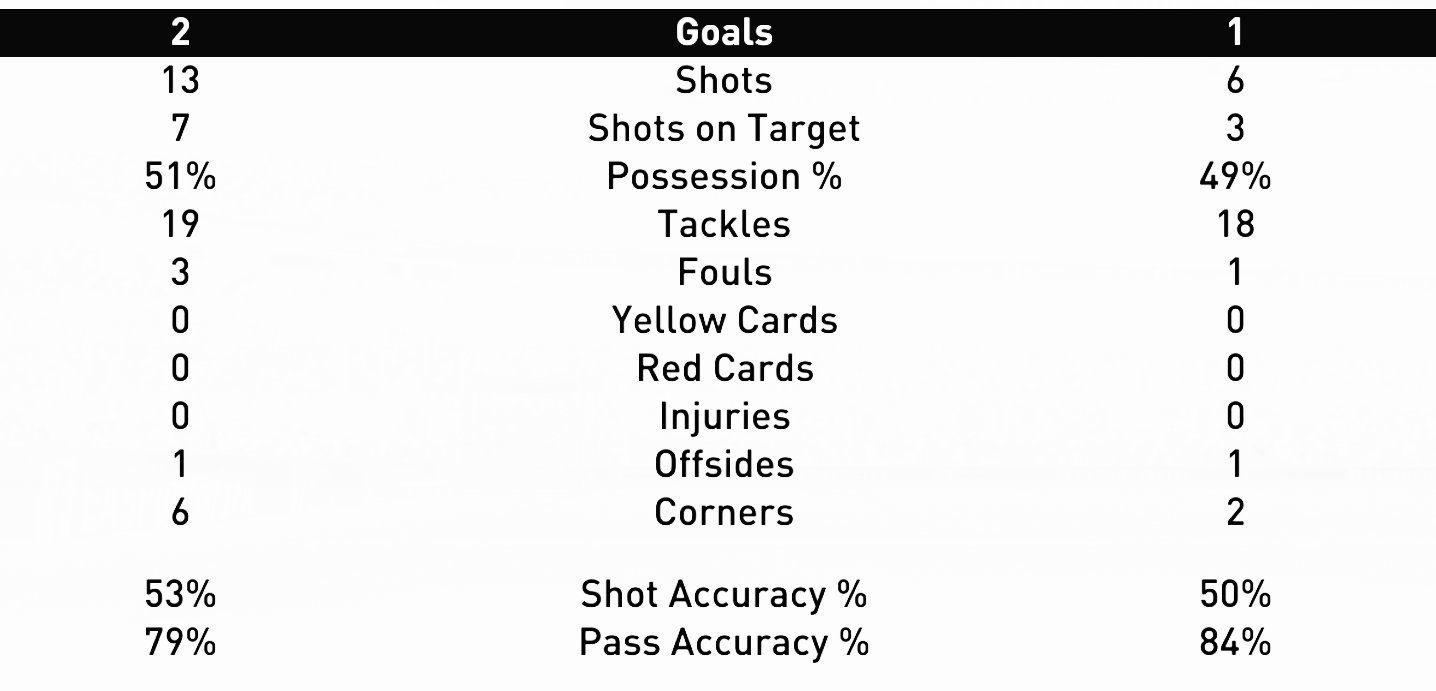 2 Goals 1
13 Shots 6
7 Shots on Target 3
51% Possession % 49%
19 Tackles 18
3 Fouls 1
0 Yellow Cards 0
0 Red Cards 0
0 Injuries 0
1 Offsides 1
6 Corners 2
53% Shot Accuracy % 50%
79% Pass Accuracy % 84%